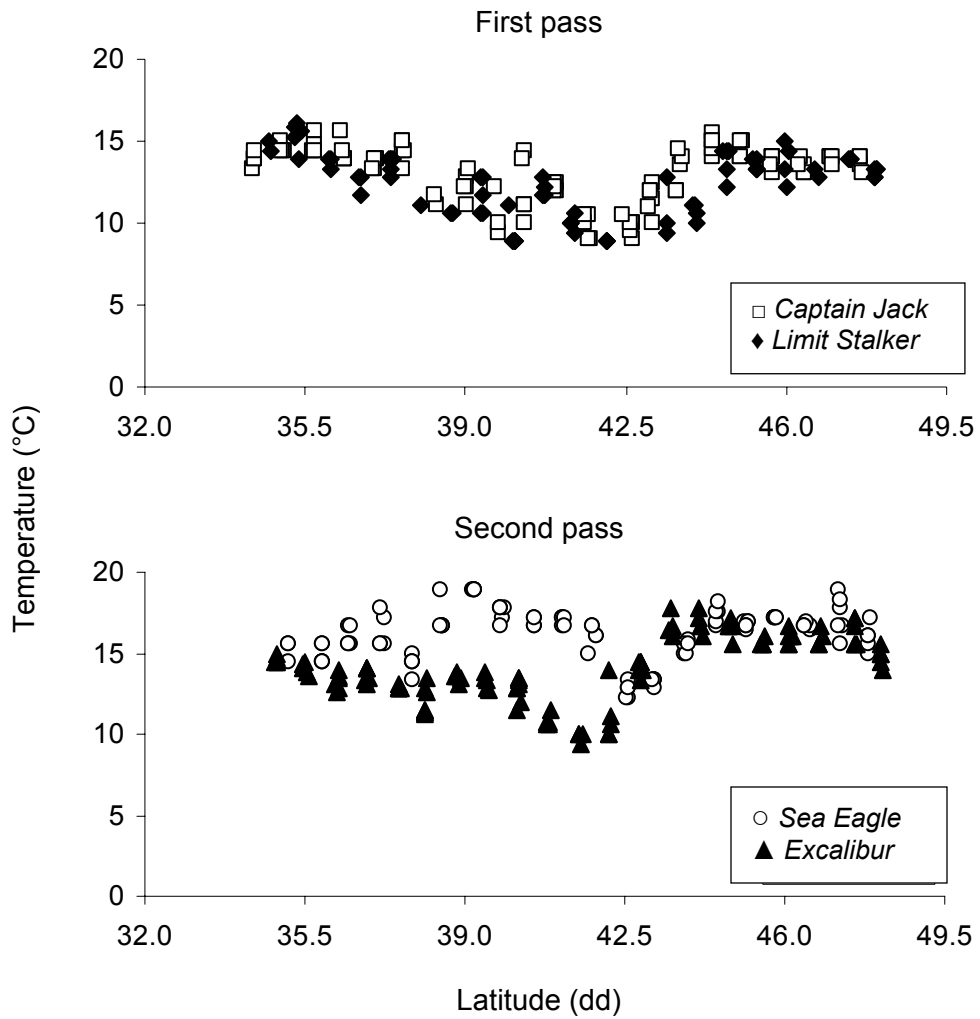 First pass
20
15
10
5
0
32.0 35.5 39.0 42.5 46.0 49.5
Captain Jack
Limit Stalker
Temperature (°C)
Second pass
20
15
10
5
0
32.0 35.5 39.0 42.5 46.0 49.5
Sea Eagle
Excalibur
Latitude (dd)